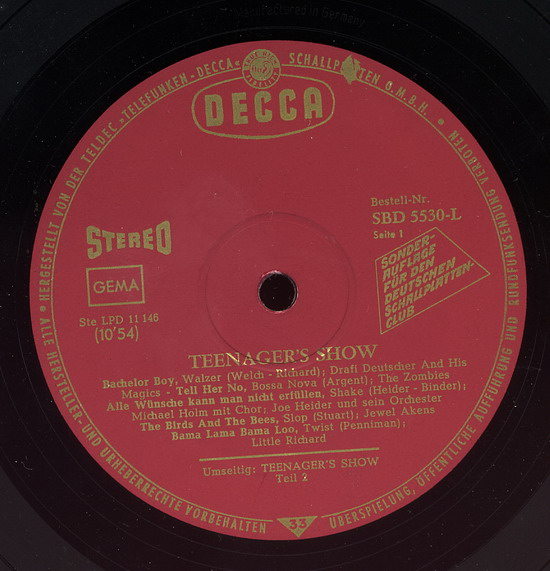 Manufactured in Germany
HERGESTELLT VON DER TELDEC „TELEFUNKEN-DECCA“ SCHALLPLATTEN G.M.B.H.
DECCA
Bestell-Nr.
SBD 5530-L
Seite 1
STEREO
SONDER-
AUFLAGE
FÜR DEN
DEUTSCHEN
SCHALLPLATTEN-
CLUB
GEMA
Ste LPD 11 146
(10'54)
TEENAGER'S SHOW
Bachelor Boy, Walzer (Welch - Richard); Drafi Deutscher And His
Magics - Tell Her No, Bossa Nova (Argent); The Zombies
Alle Wünsche kann man nicht erfüllen, Shake (Heider - Binder);
Michael Holm mit Chor; Joe Heider und sein Orchester
The Birds And The Bees, Slop (Stuart); Jewel Akens
Bama Lama Bama Loo, Twist (Penniman);
Little Richard
Umseitig: TEENAGER'S SHOW
Teil 2
• ALLE HERSTELLER- UND URHEBERRECHTE VORBEHALTEN
33
ÜBERSPIELUNG, ÖFFENTLICHE AUFFÜHRUNG UND RUNDFUNKSENDUNG VERBOTEN •